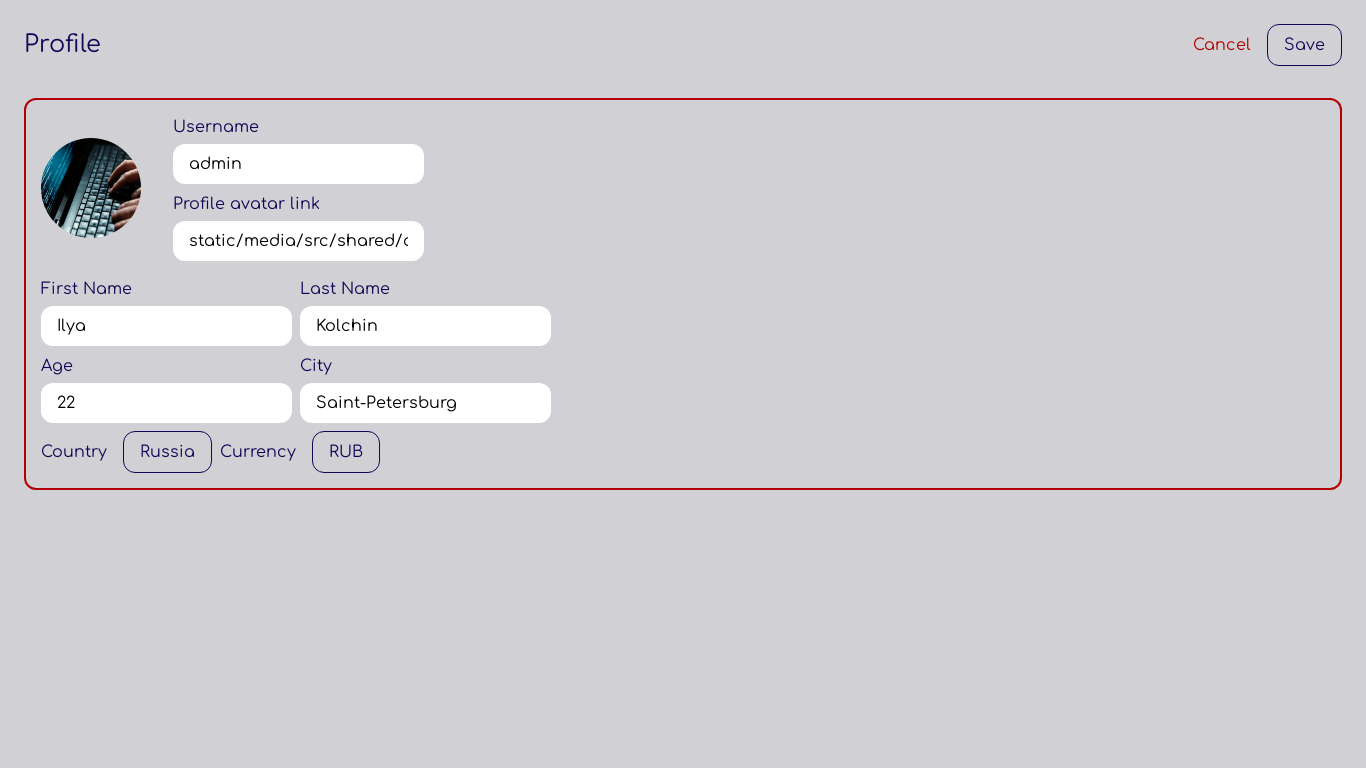 Profile
Cancel
Save
Username
admin
Profile avatar link
static/media/src/shared/
First Name
Last Name
Ilya
Kolchin
Age
City
22
Saint-Petersburg
Country
Russia
Currency
RUB